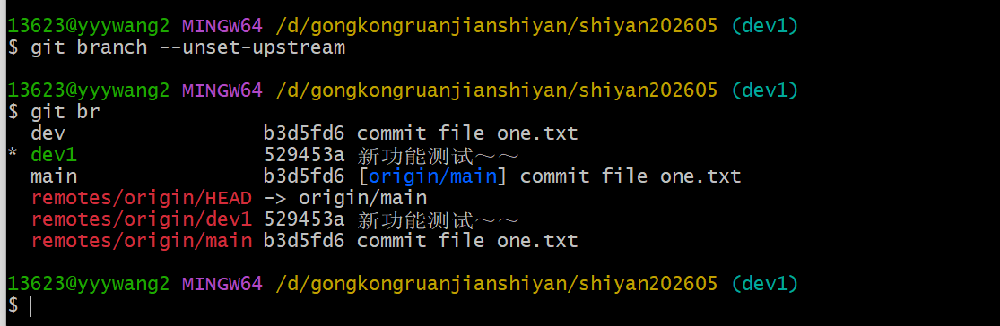 13623@yyywang2 MINGW64 /d/gongkongruanjianshiyan/shiyan202605 (dev1)
$ git branch --unset-upstream
13623@yyywang2 MINGW64 /d/gongkongruanjianshiyan/shiyan202605 (dev1)
$ git br
dev b3d5fd6 commit file one.txt
* dev1 529453a 新功能测试～～
main b3d5fd6 [origin/main] commit file one.txt
remotes/origin/HEAD -> origin/main
remotes/origin/dev1 529453a 新功能测试～～
remotes/origin/main b3d5fd6 commit file one.txt
13623@yyywang2 MINGW64 /d/gongkongruanjianshiyan/shiyan202605 (dev1)
$